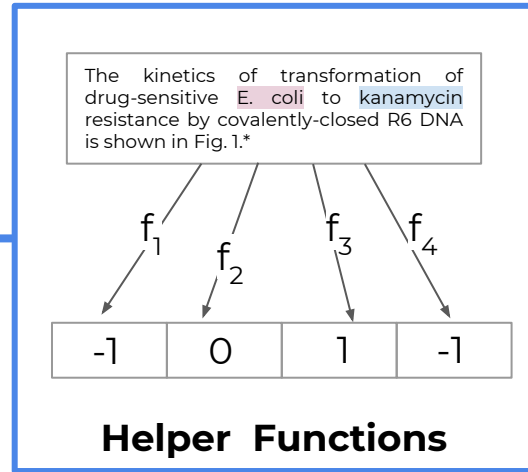 The kinetics of transformation of
drug-sensitive E. coli to kanamycin
resistance by covalently-closed R6 DNA
is shown in Fig. 1.*
f1 f2 f3 f4
-1 0 1 -1
Helper Functions